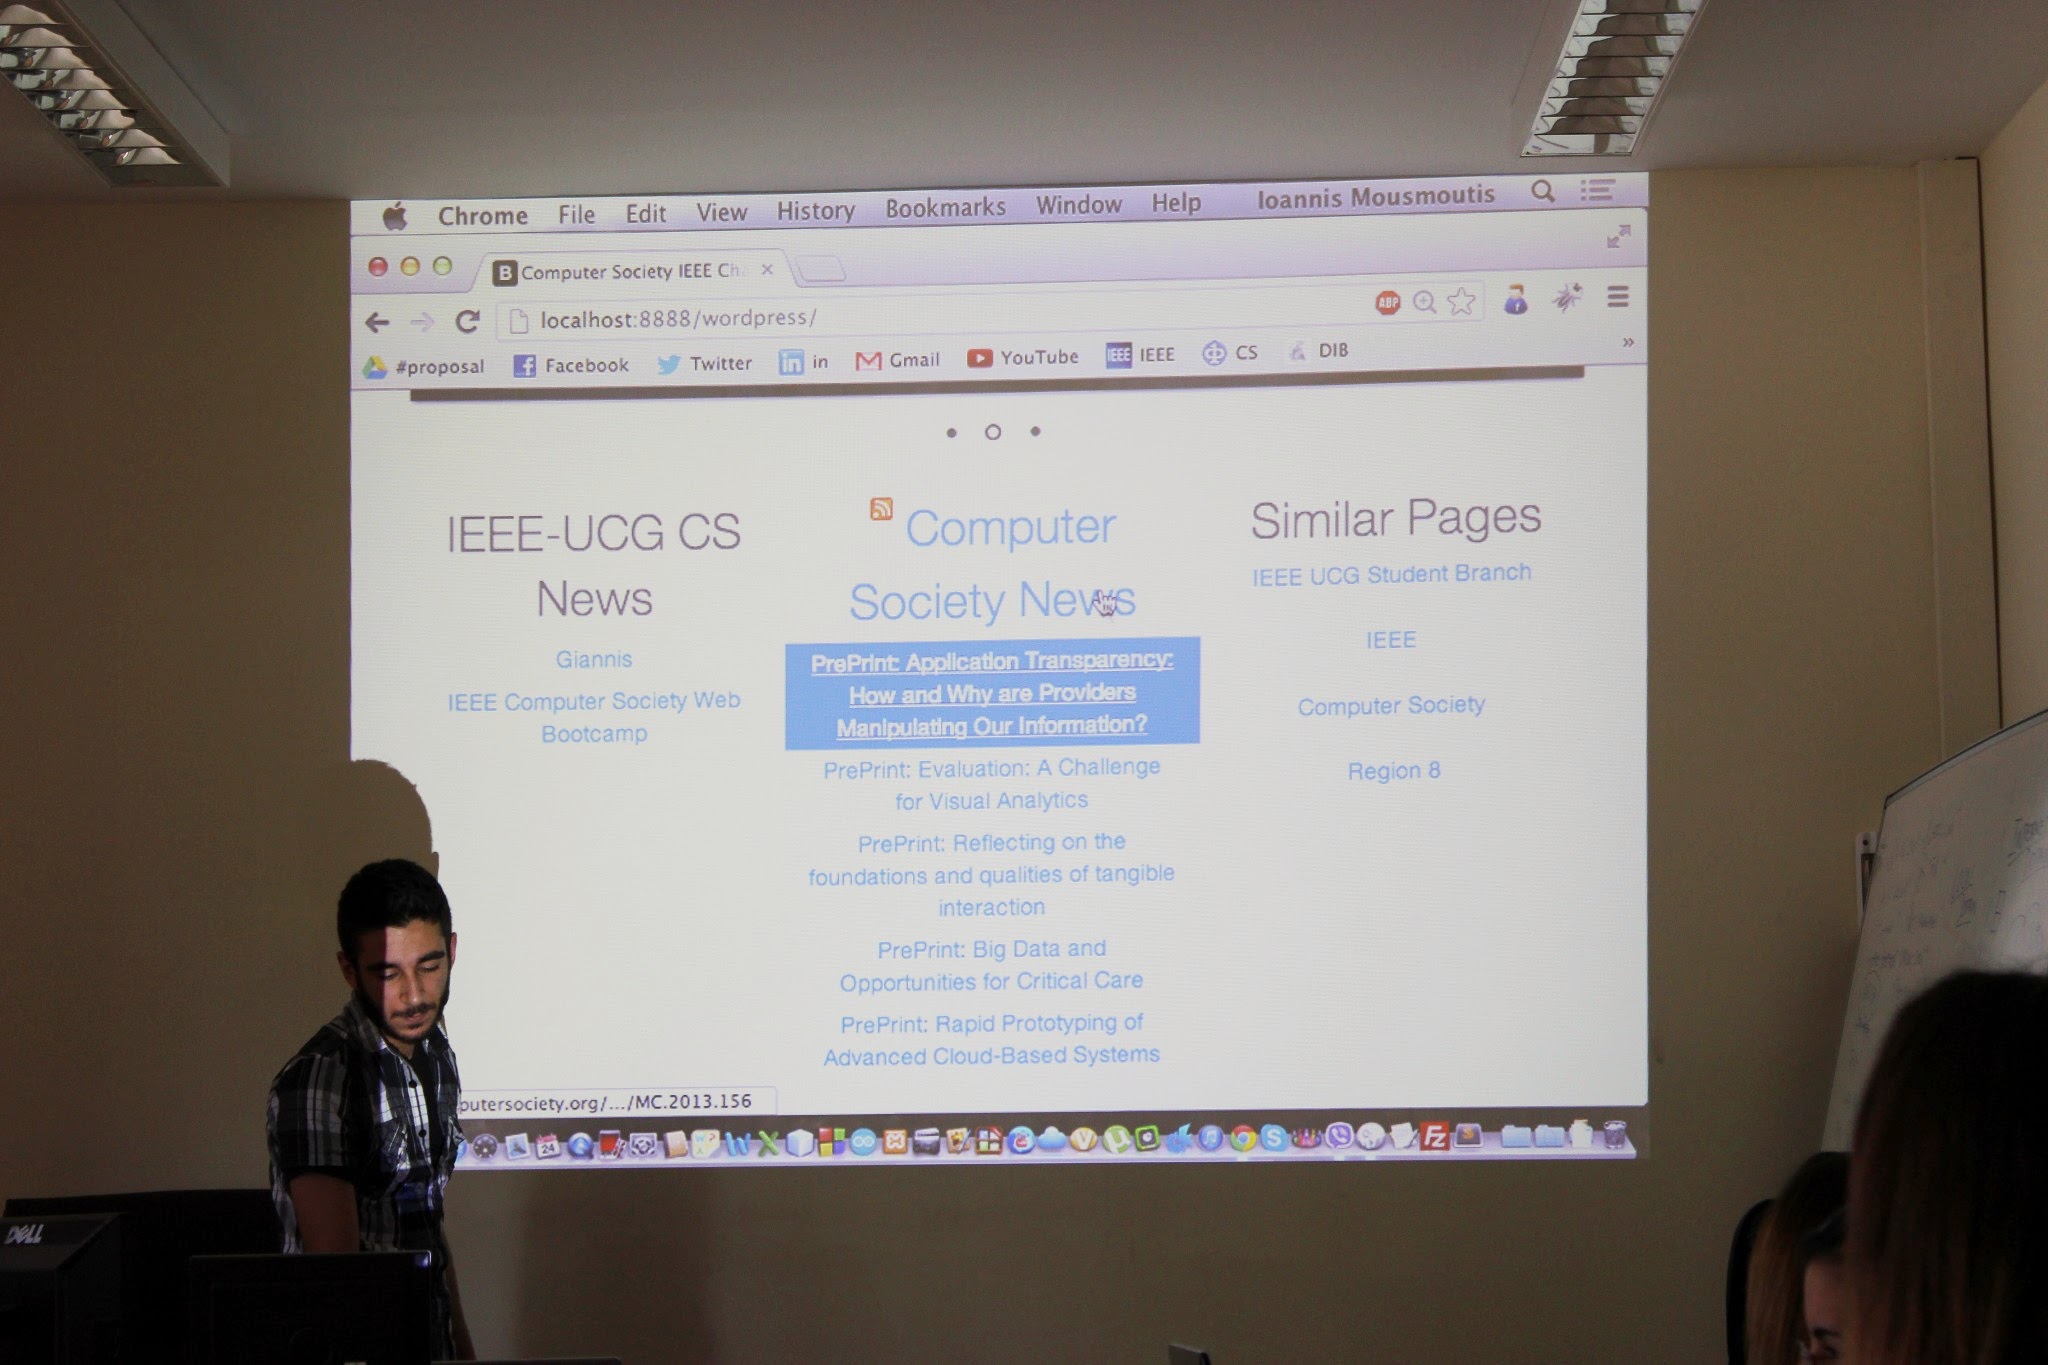 Chrome File Edit View History Bookmarks Window Help Ioannis Mousmoutis
B Computer Society IEEE Ch
localhost:8888/wordpress/
ABP
#proposal Facebook Twitter in in Gmail YouTube IEEE IEEE CS DIB »
IEEE-UCG CS
News
Giannis
IEEE Computer Society Web
Bootcamp
Computer
Society News
PrePrint: Application Transparency:
How and Why are Providers
Manipulating Our Information?
PrePrint: Evaluation: A Challenge
for Visual Analytics
PrePrint: Reflecting on the
foundations and qualities of tangible
interaction
PrePrint: Big Data and
Opportunities for Critical Care
PrePrint: Rapid Prototyping of
Advanced Cloud-Based Systems
Similar Pages
IEEE UCG Student Branch
IEEE
Computer Society
Region 8
putersociety.org/.../MC.2013.156
24
Fz
DELL